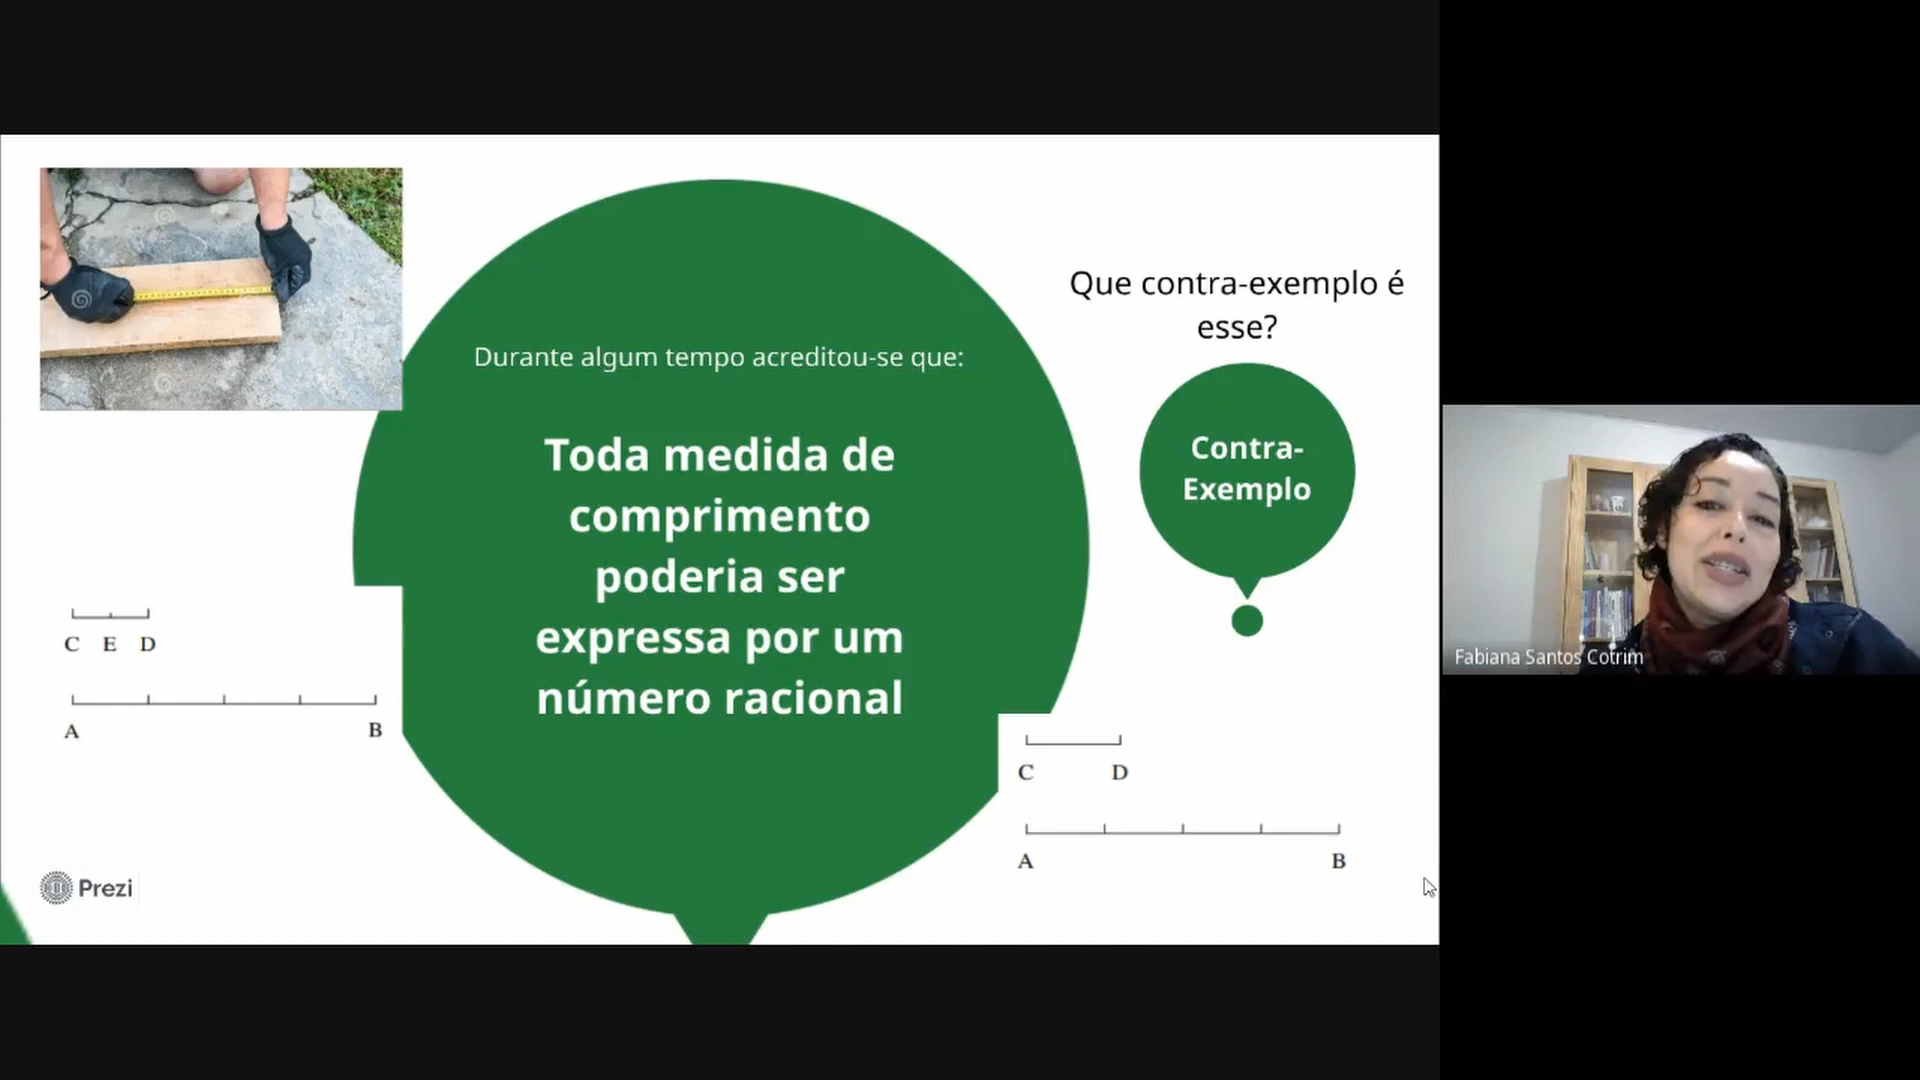 Durante algum tempo acreditou-se que:
Toda medida de
comprimento
poderia ser
expressa por um
número racional
Que contra-exemplo é
esse?
Contra-
Exemplo
C E D
A B
C D
A B
Prezi
Fabiana Santos Cotrim